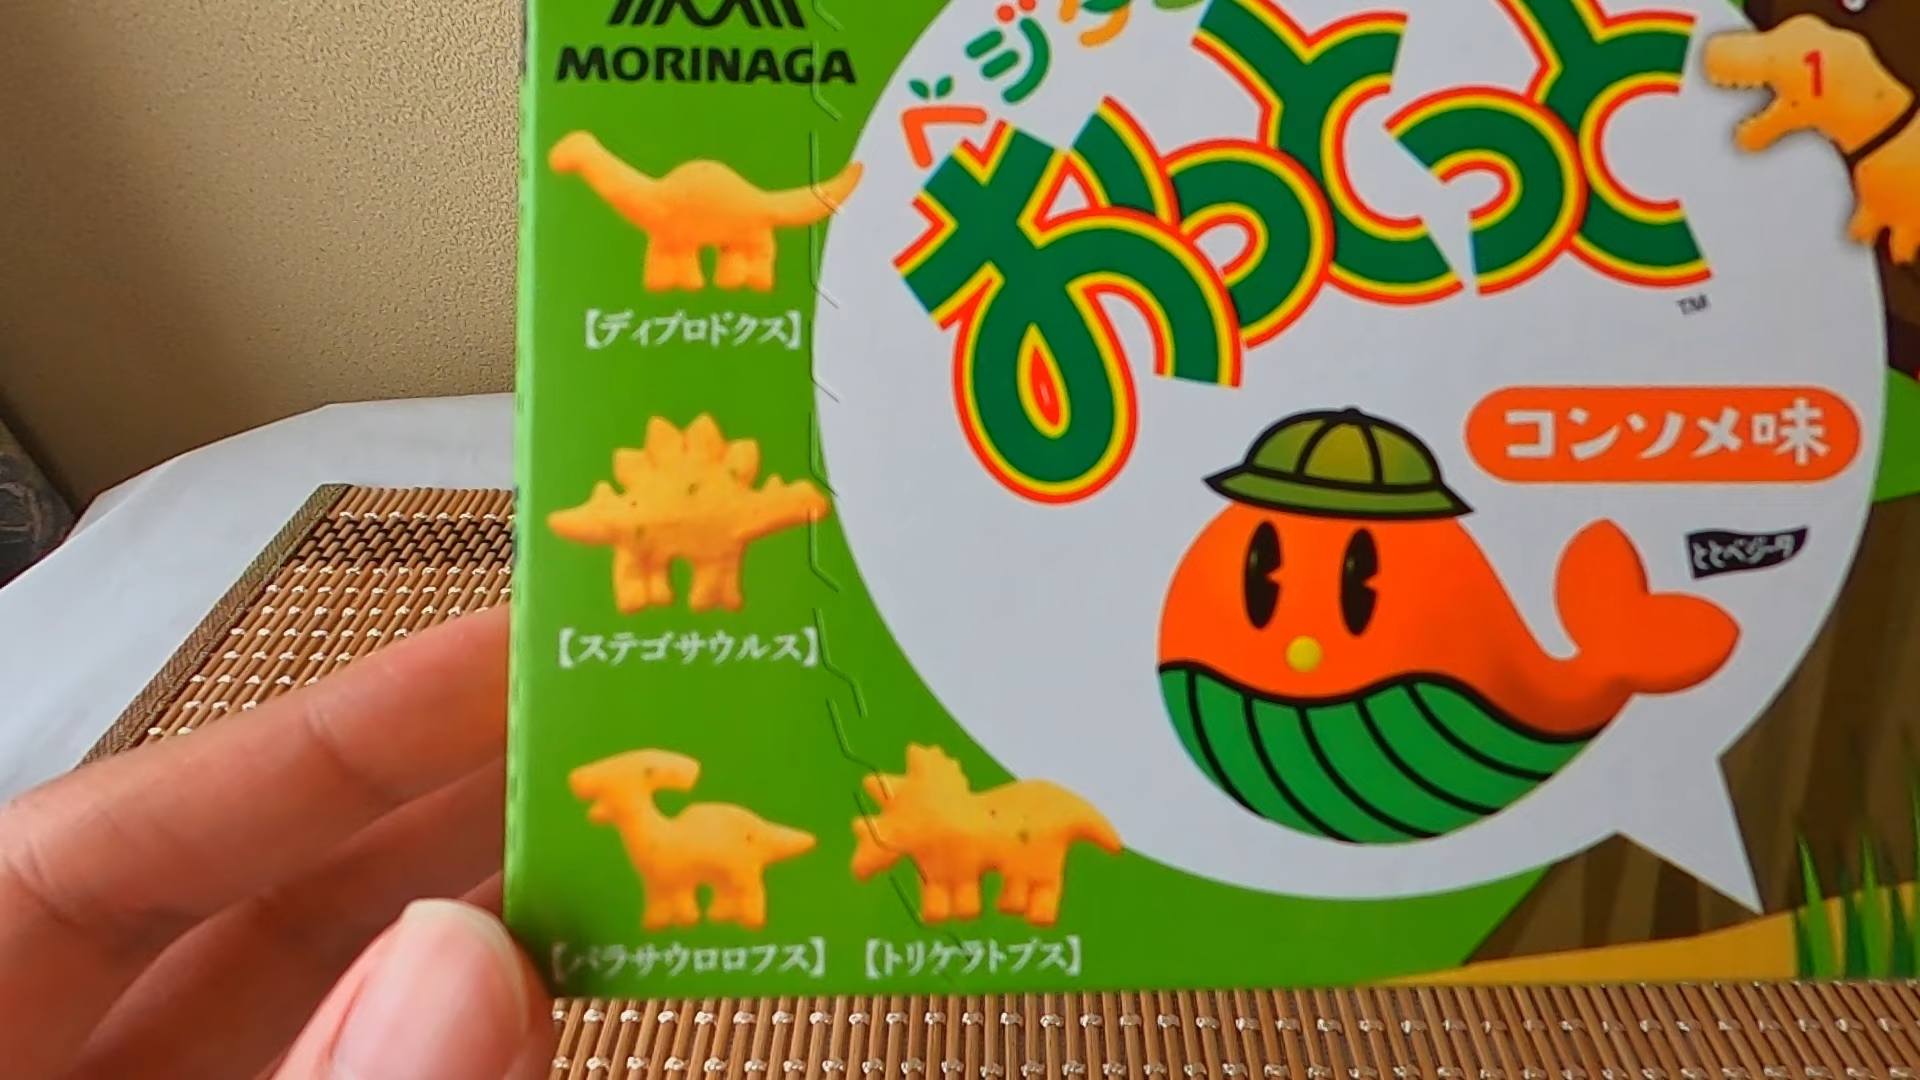 MORINAGA
ベジタ
おっとっと
™
1
コンソメ味
ととベジータ
【ディプロドクス】
【ステゴサウルス】
【パラサウロロフス】
【トリケラトプス】